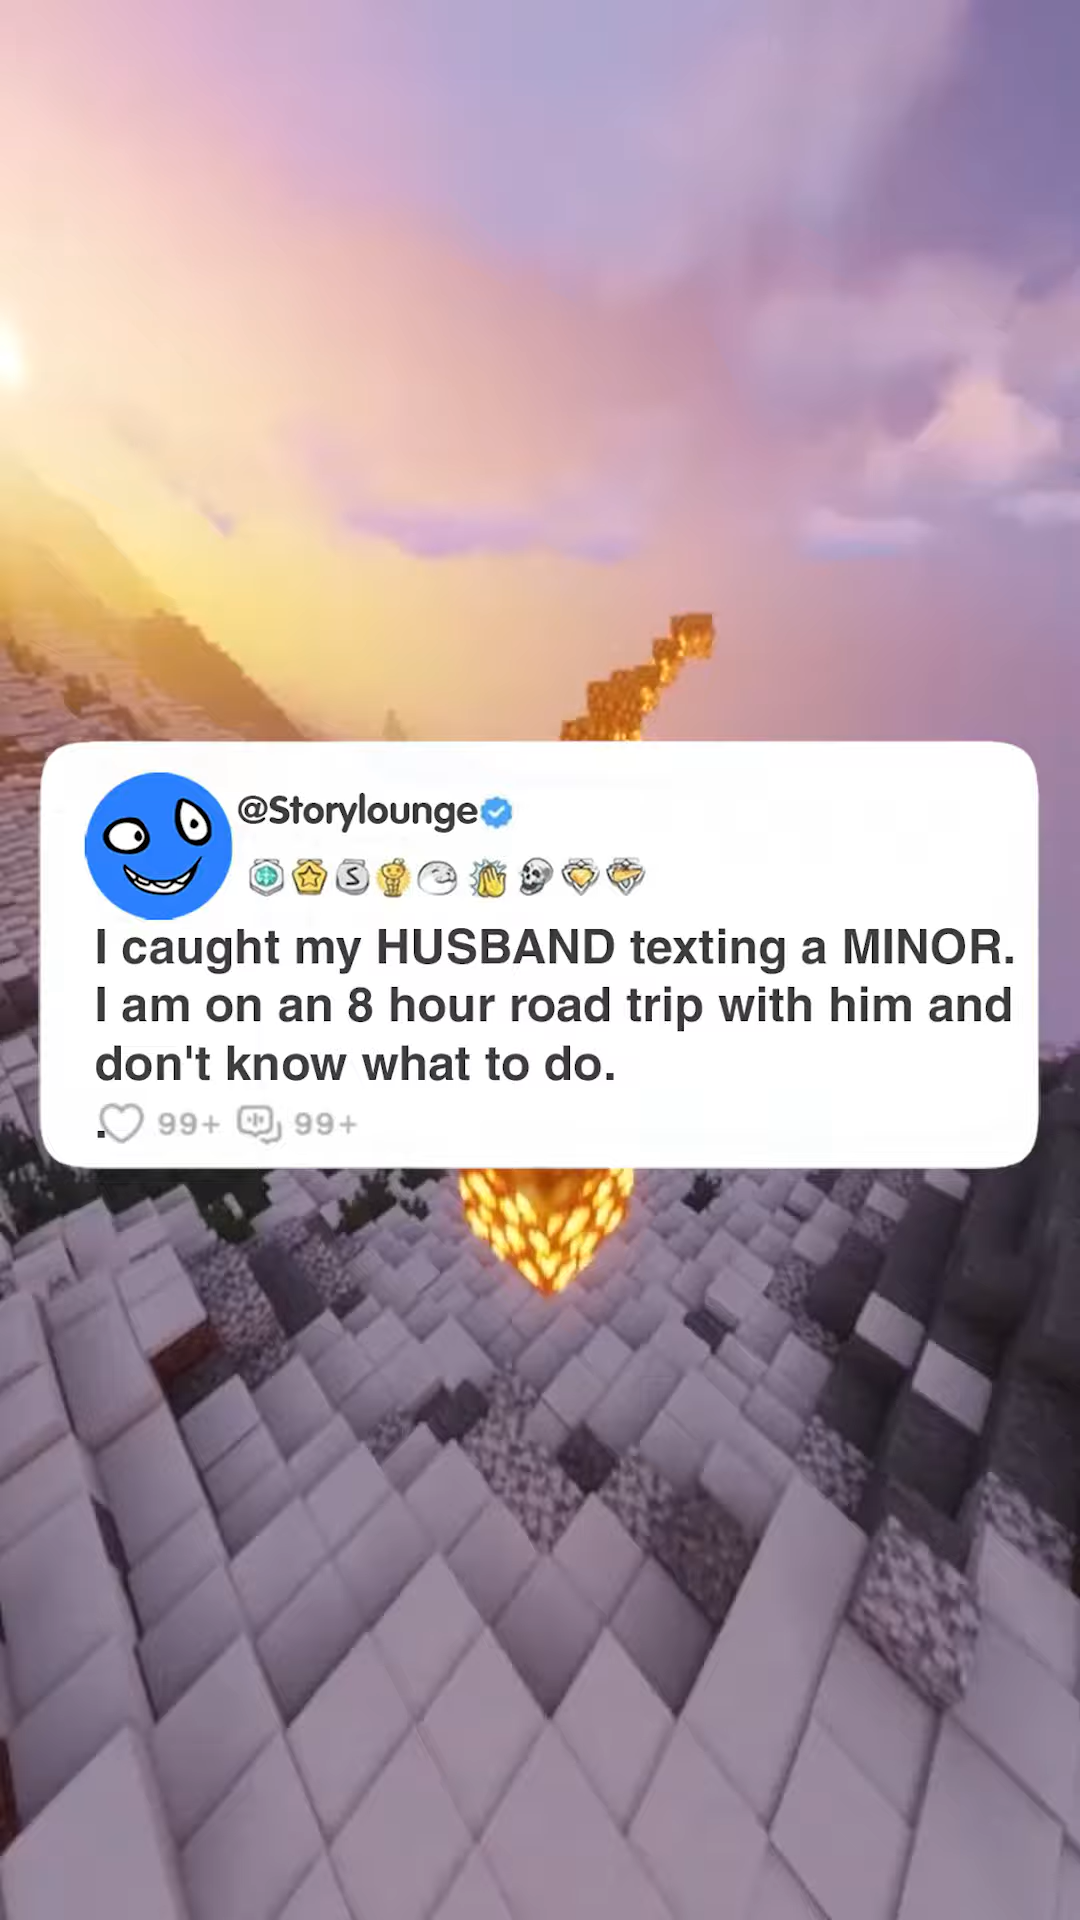 @Storylounge
I caught my HUSBAND texting a MINOR.
I am on an 8 hour road trip with him and
don't know what to do.
.
99+ 99+